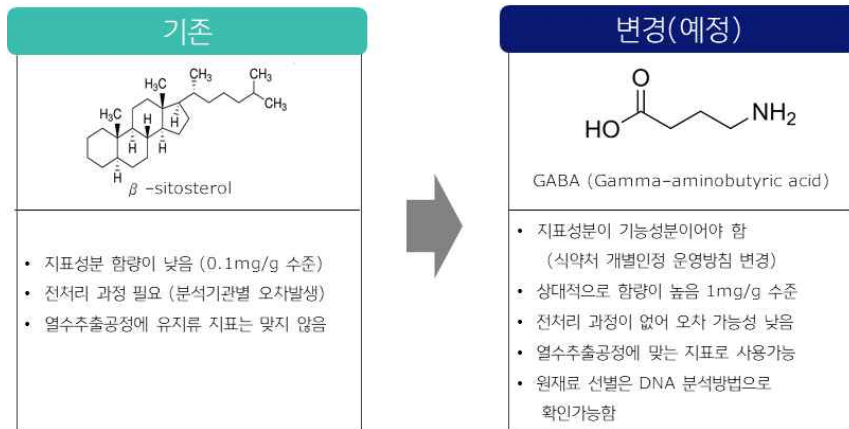 기존
CH3
H3C
CH3
CH3
H3C
H
H
H
H
β -sitosterol
• 지표성분 함량이 낮음 (0.1mg/g 수준)
• 전처리 과정 필요 (분석기관별 오차발생)
• 열수추출공정에 유지류 지표는 맞지 않음
변경(예정)
O
HO
NH2
GABA (Gamma-aminobutyric acid)
• 지표성분이 기능성분이어야 함
(식약처 개별인정 운영방침 변경)
• 상대적으로 함량이 높음 1mg/g 수준
• 전처리 과정이 없어 오차 가능성 낮음
• 열수추출공정에 맞는 지표로 사용가능
• 원재료 선별은 DNA 분석방법으로
확인가능함